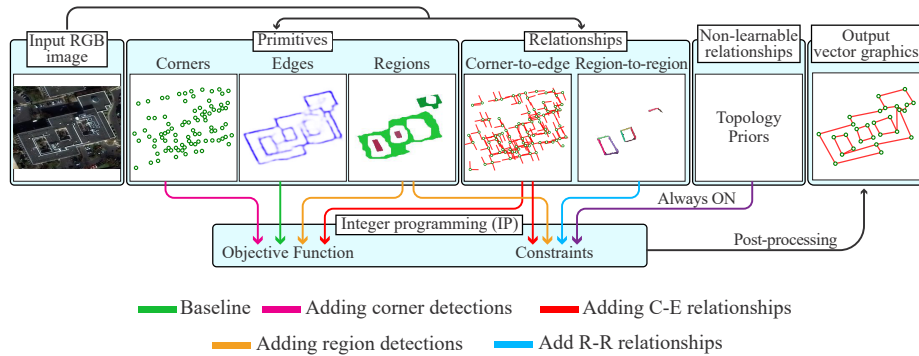 Input RGB
image
Primitives
Relationships
Non-learnable
relationships
Output
vector graphics
Corners
Edges
Regions
Corner-to-edge
Region-to-region
Topology
Priors
Always ON
Integer programming (IP)
Objective Function
Constraints
Post-processing
Baseline
Adding corner detections
Adding C-E relationships
Adding region detections
Add R-R relationships